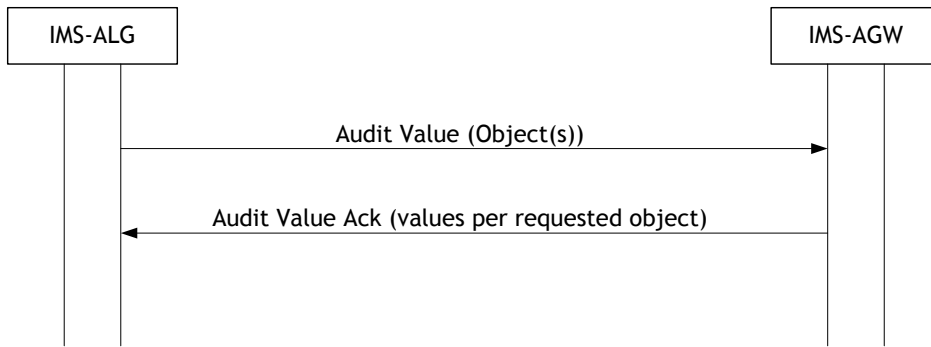 IMS-ALG
IMS-AGW
Audit Value (Object(s))
Audit Value Ack (values per requested object)